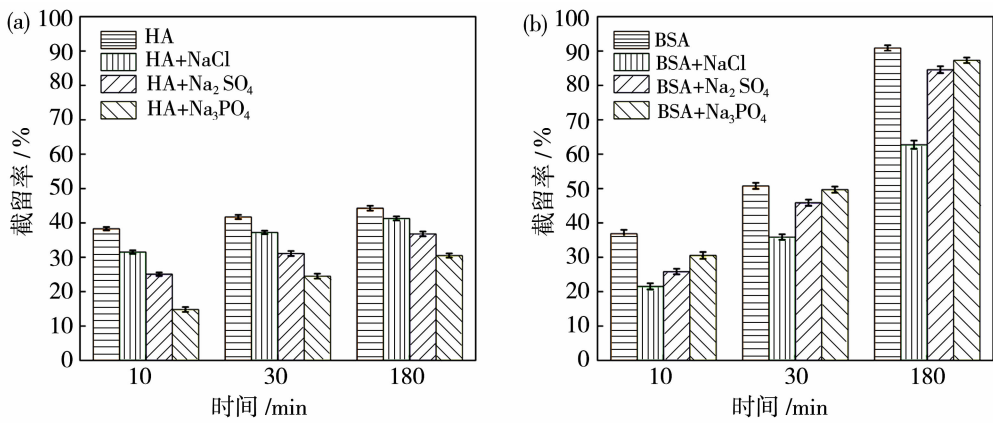 (a)
100
90
80
70
60
50
40
30
20
10
0
截留率/%
HA
HA+NaCl
HA+Na₂SO₄
HA+Na₃PO₄
10 30 180
时间/min
(b)
100
90
80
70
60
50
40
30
20
10
0
截留率/%
BSA
BSA+NaCl
BSA+Na₂SO₄
BSA+Na₃PO₄
10 30 180
时间/min